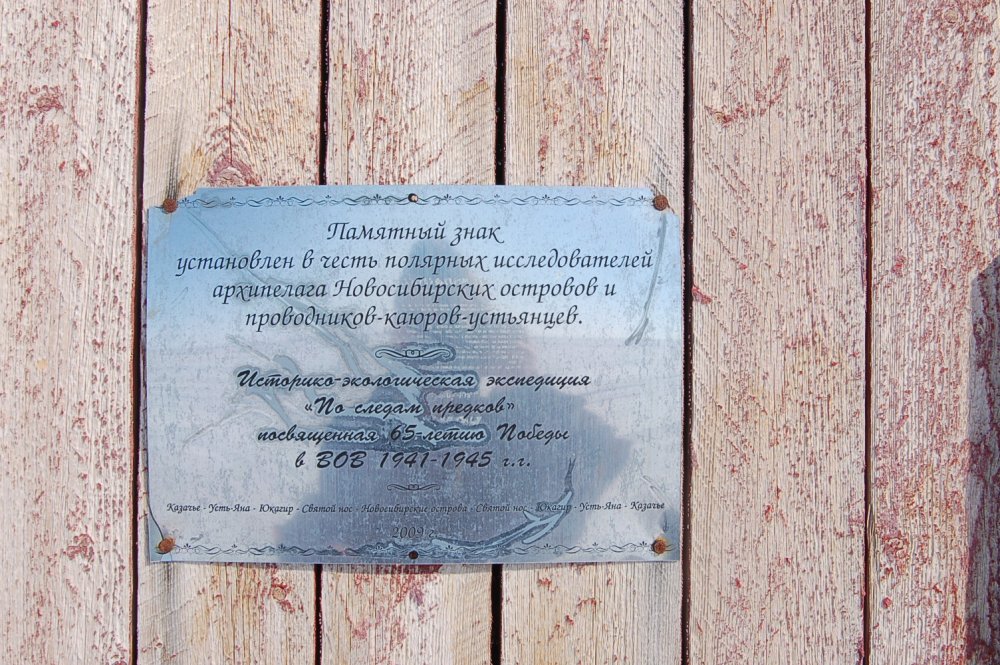 Памятный знак
установлен в честь полярных исследователей
архипелага Новосибирских островов и
проводников-каюров-устьянцев.
Историко-экологическая экспедиция
«По следам предков»
посвященная 65-летию Победы
в ВОВ 1941-1945 г.г.
Казачье - Усть-Яна - Юкагир - Святой нос - Новосибирские острова - Святой нос - Юкагир - Усть-Яна - Казачье
2009 г.